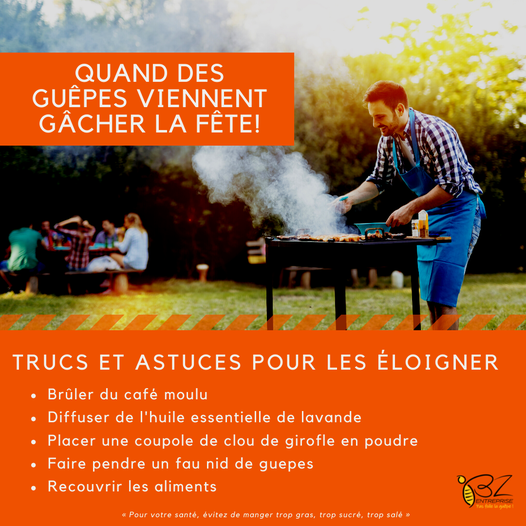 QUAND DES
GUÊPES VIENNENT
GÂCHER LA FÊTE!
TRUCS ET ASTUCES POUR LES ÉLOIGNER
• Brûler du café moulu
• Diffuser de l'huile essentielle de lavande
• Placer une coupole de clou de girofle en poudre
• Faire pendre un fau nid de guepes
• Recouvrir les aliments
BZ
ENTREPRISE
« Pour votre santé, évitez de manger trop gras, trop sucré, trop salé »